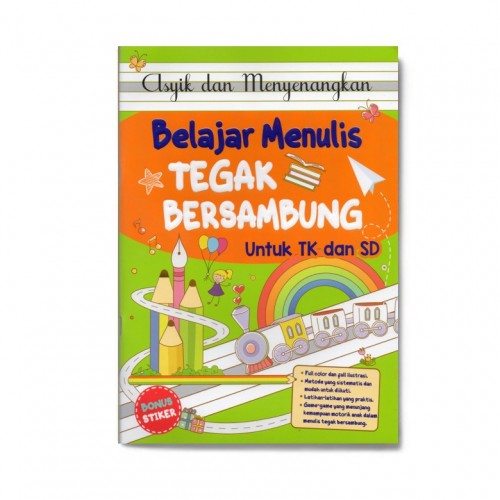 Asyik dan Menyenangkan
Belajar Menulis
TEGAK
BERSAMBUNG
Untuk TK dan SD
BONUS
STIKER
• Full color dan full ilustrasi.
• Metode yang sistematis dan
mudah untuk diikuti.
• Latihan-latihan yang praktis.
• Game-game yang menunjang
kemampuan motorik anak dalam
menulis tegak bersambung.